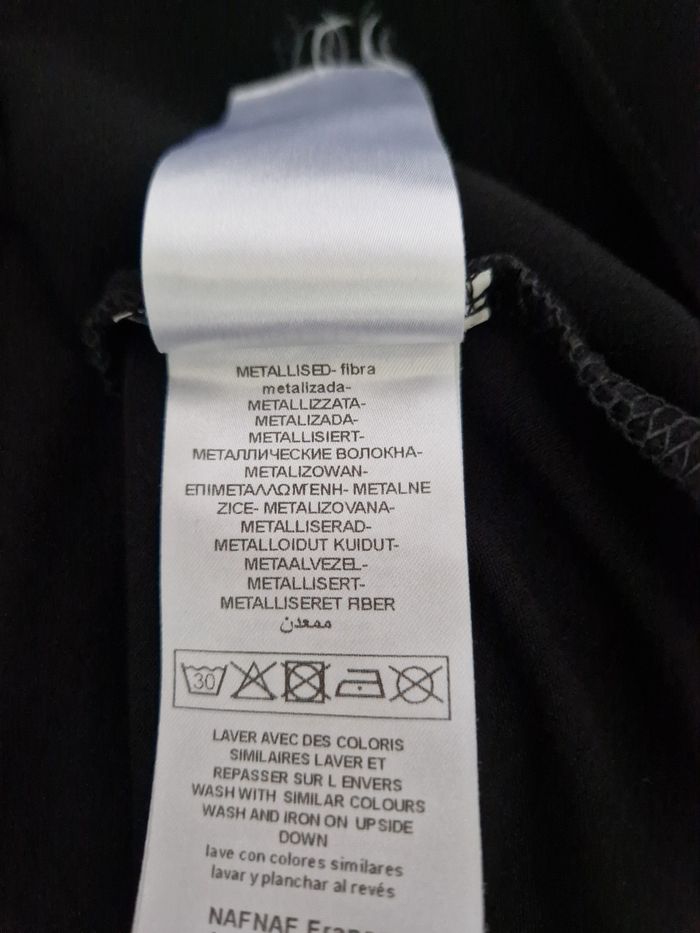 METALLISED- fibra
metalizada-
METALLIZZATA-
METALIZADA-
METALLISIERT-
МЕТАЛЛИЧЕСКИЕ ВОЛОКНА-
METALIZOWAN-
ΕΠΙΜΕΤΑΛΛΩΜΈΝΗ- METALNE
ZICE- METALIZOVANA-
METALLISERAD-
METALLOIDUT KUIDUT-
METAALVEZEL-
METALLISERT-
METALLISERET FIBER
ممعدن
30
LAVER AVEC DES COLORIS
SIMILAIRES LAVER ET
REPASSER SUR L ENVERS
WASH WITH SIMILAR COLOURS
WASH AND IRON ON UPSIDE
DOWN
lave con colores similares
lavar y planchar al revés
NAFNAF